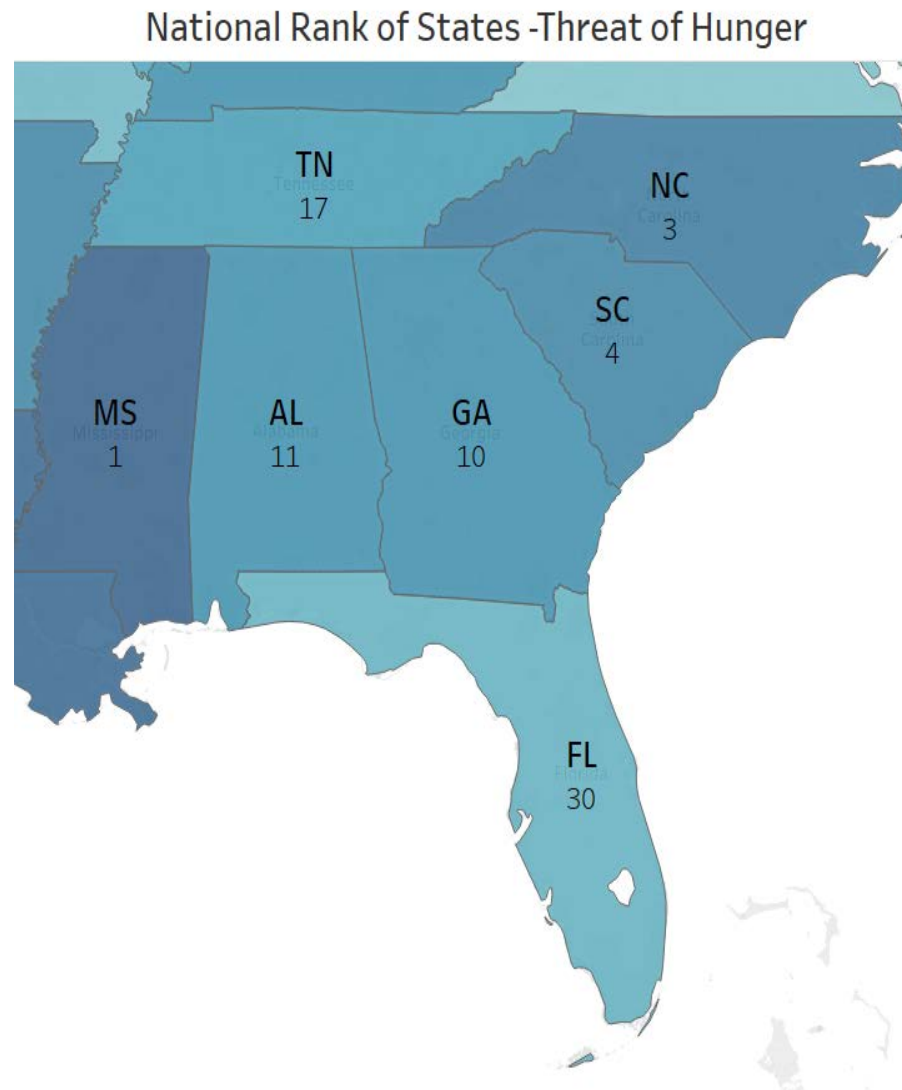 National Rank of States -Threat of Hunger
TN
Tennessee
17
NC
Carolina
3
SC
Carolina
4
MS
Mississippi
1
AL
Alabama
11
GA
Georgia
10
FL
Florida
30